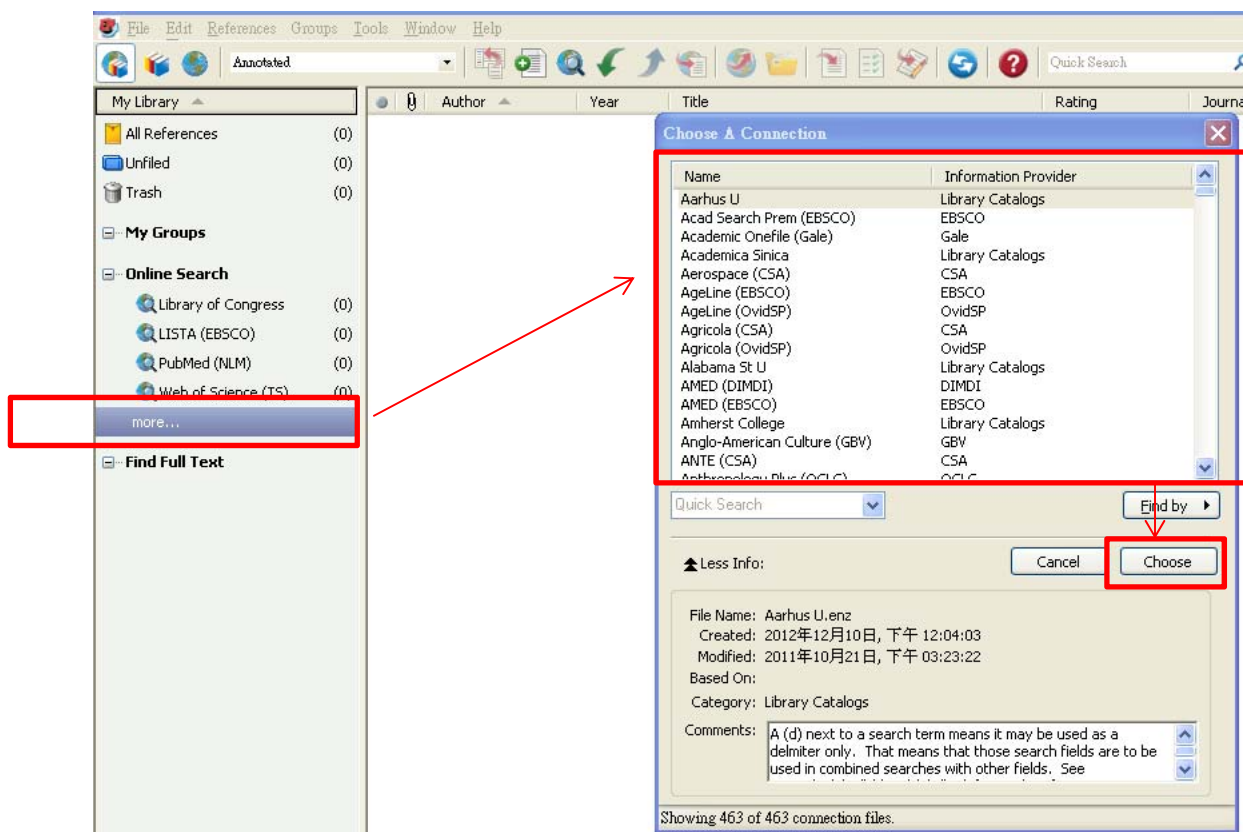 File Edit References Groups Tools Window Help
Annotated Quick Search
My Library Author Year Title Rating Journa
All References (0)
Unfiled (0)
Trash (0)
My Groups
Online Search
Library of Congress (0)
LISTA (EBSCO) (0)
PubMed (NLM) (0)
Web of Science (TS) (0)
more...
Find Full Text
Choose A Connection
Name Information Provider
Aarhus U Library Catalogs
Acad Search Prem (EBSCO) EBSCO
Academic Onefile (Gale) Gale
Academica Sinica Library Catalogs
Aerospace (CSA) CSA
AgeLine (EBSCO) EBSCO
AgeLine (OvidSP) OvidSP
Agricola (CSA) CSA
Agricola (OvidSP) OvidSP
Alabama St U Library Catalogs
AMED (DIMDI) DIMDI
AMED (EBSCO) EBSCO
Amherst College Library Catalogs
Anglo-American Culture (GBV) GBV
ANTE (CSA) CSA
Anthropology Plus (OCLC) OCLC
Quick Search Find by
Less Info: Cancel Choose
File Name: Aarhus U.enz
Created: 2012年12月10日, 下午 12:04:03
Modified: 2011年10月21日, 下午 03:23:22
Based On:
Category: Library Catalogs
Comments: A (d) next to a search term means it may be used as a
delmiter only. That means that those search fields are to be
used in combined searches with other fields. See
Showing 463 of 463 connection files.